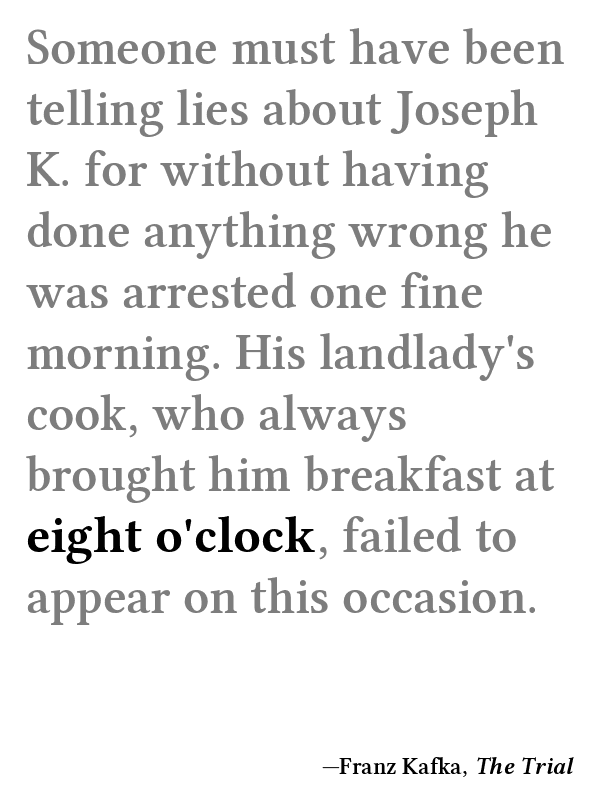 Someone must have been
telling lies about Joseph
K. for without having
done anything wrong he
was arrested one fine
morning. His landlady's
cook, who always
brought him breakfast at
eight o'clock, failed to
appear on this occasion.
—Franz Kafka, The Trial